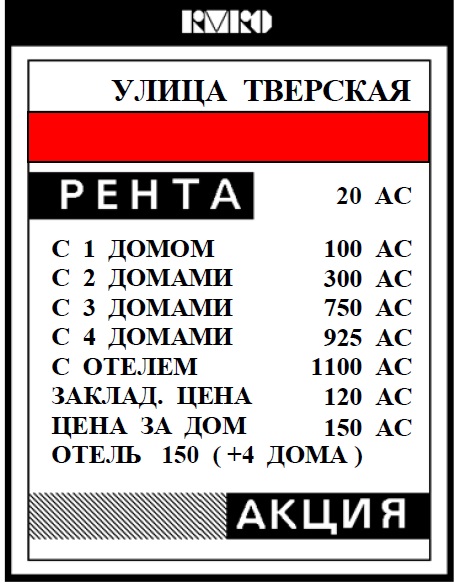 RMKO
УЛИЦА ТВЕРСКАЯ
РЕНТА 20 АС
С 1 ДОМОМ 100 АС
С 2 ДОМАМИ 300 АС
С 3 ДОМАМИ 750 АС
С 4 ДОМАМИ 925 АС
С ОТЕЛЕМ 1100 АС
ЗАКЛАД. ЦЕНА 120 АС
ЦЕНА ЗА ДОМ 150 АС
ОТЕЛЬ 150 ( +4 ДОМА )
АКЦИЯ